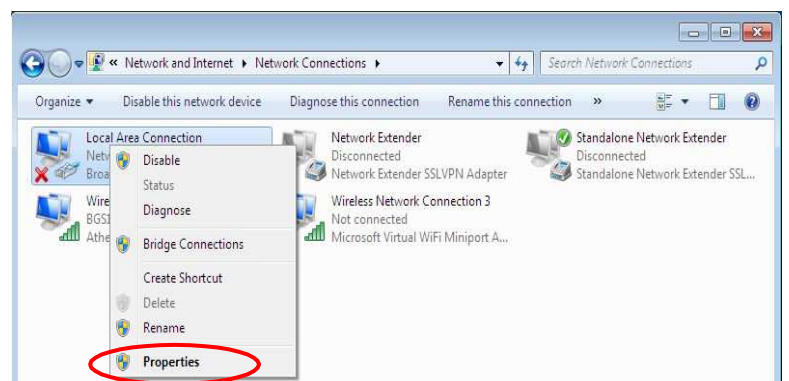 « Network and Internet ▸ Network Connections ▸
Search Network Connections
Organize ▾ Disable this network device Diagnose this connection Rename this connection »
Local Area Connection
Network Extender
Disconnected
Network Extender SSLVPN Adapter
Standalone Network Extender
Disconnected
Standalone Network Extender SSL...
Wireless Network Connection 3
Not connected
Microsoft Virtual WiFi Miniport A...
Disable
Status
Diagnose
Bridge Connections
Create Shortcut
Delete
Rename
Properties